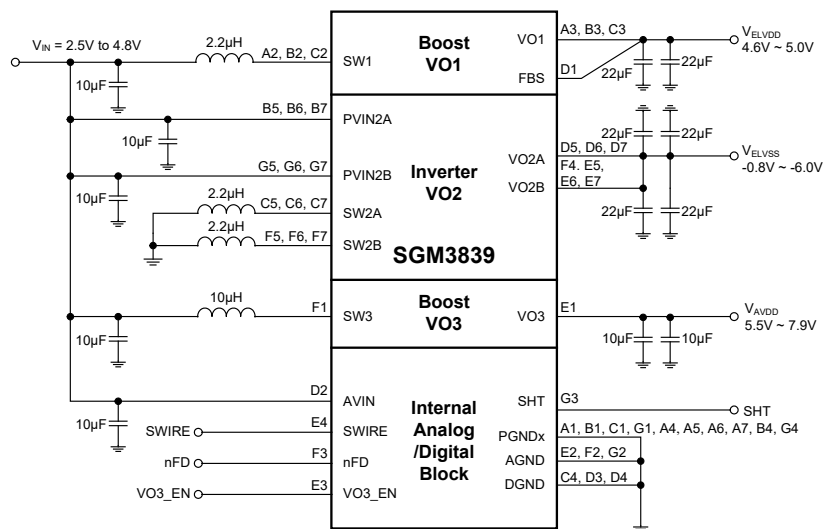 V_IN = 2.5V to 4.8V
2.2μH
A2, B2, C2
SW1
Boost
VO1
VO1
A3, B3, C3
V_ELVDD
4.6V ~ 5.0V
FBS
D1
10μF
22μF
22μF
B5, B6, B7
PVIN2A
10μF
22μF
22μF
G5, G6, G7
PVIN2B
Inverter
VO2
VO2A
D5, D6, D7
V_ELVSS
-0.8V ~ -6.0V
F4. E5,
VO2B
E6, E7
10μF
2.2μH
C5, C6, C7
SW2A
22μF
22μF
2.2μH
F5, F6, F7
SW2B
SGM3839
10μH
F1
SW3
Boost
VO3
VO3
E1
V_AVDD
5.5V ~ 7.9V
10μF
10μF
10μF
D2
AVIN
Internal
Analog
/Digital
Block
SHT
G3
SHT
10μF
E4
SWIRE
SWIRE
PGNDx
A1, B1, C1, G1, A4, A5, A6, A7, B4, G4
nFD
F3
nFD
AGND
E2, F2, G2
VO3_EN
E3
VO3_EN
DGND
C4, D3, D4